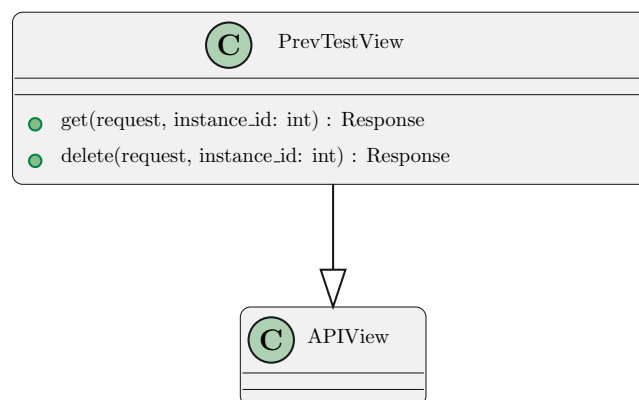 C PrevTestView
get(request, instance_id: int) : Response
delete(request, instance_id: int) : Response
C APIView